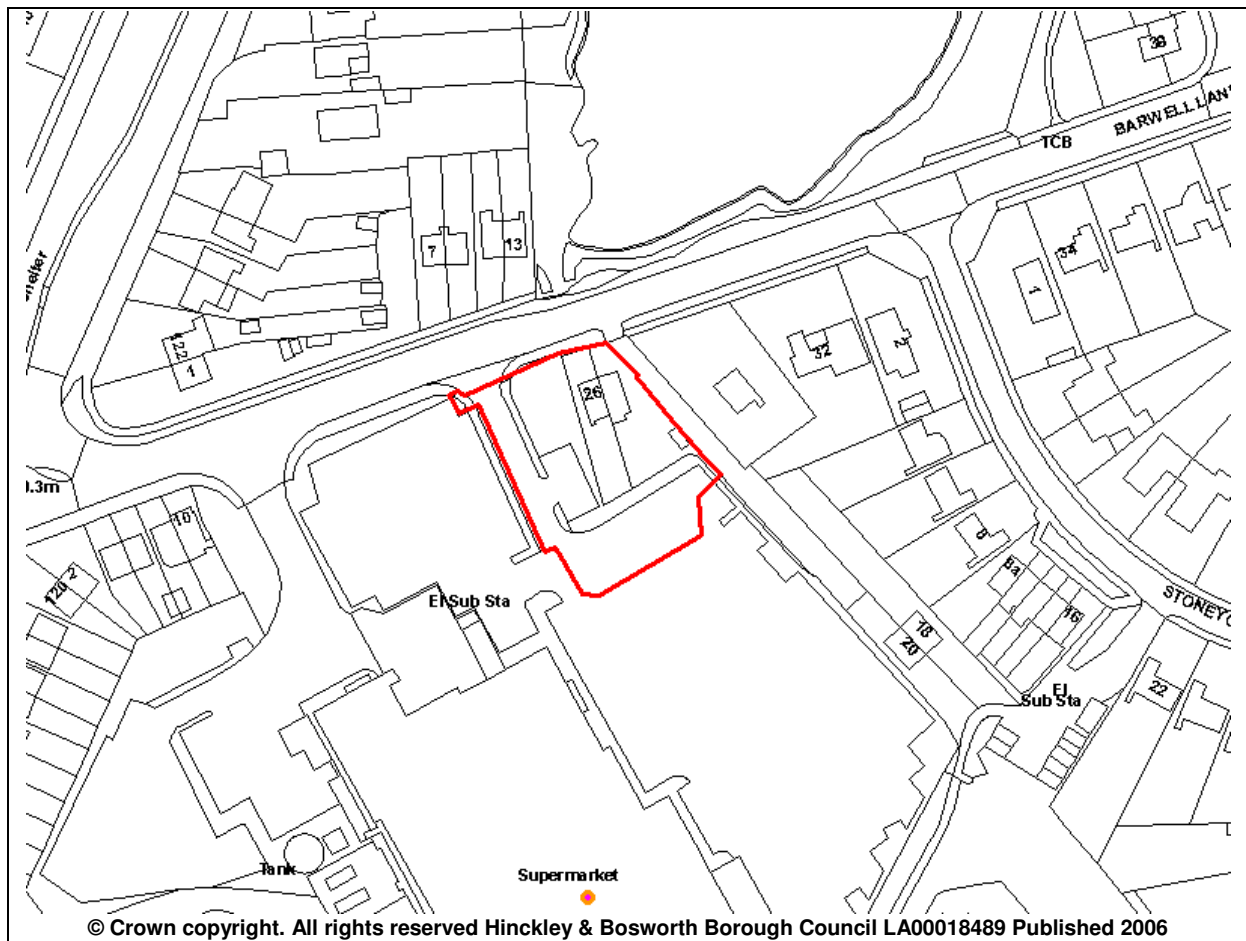 38
BARWELL LAN
TCB
13
7
34
1
32
2
122
1
26
0.3m
10
8
2
120
8a
El Sub Sta
16
STONEYC
18
20
El
Sub Sta
22
Tank
Supermarket
© Crown copyright. All rights reserved Hinckley & Bosworth Borough Council LA00018489 Published 2006